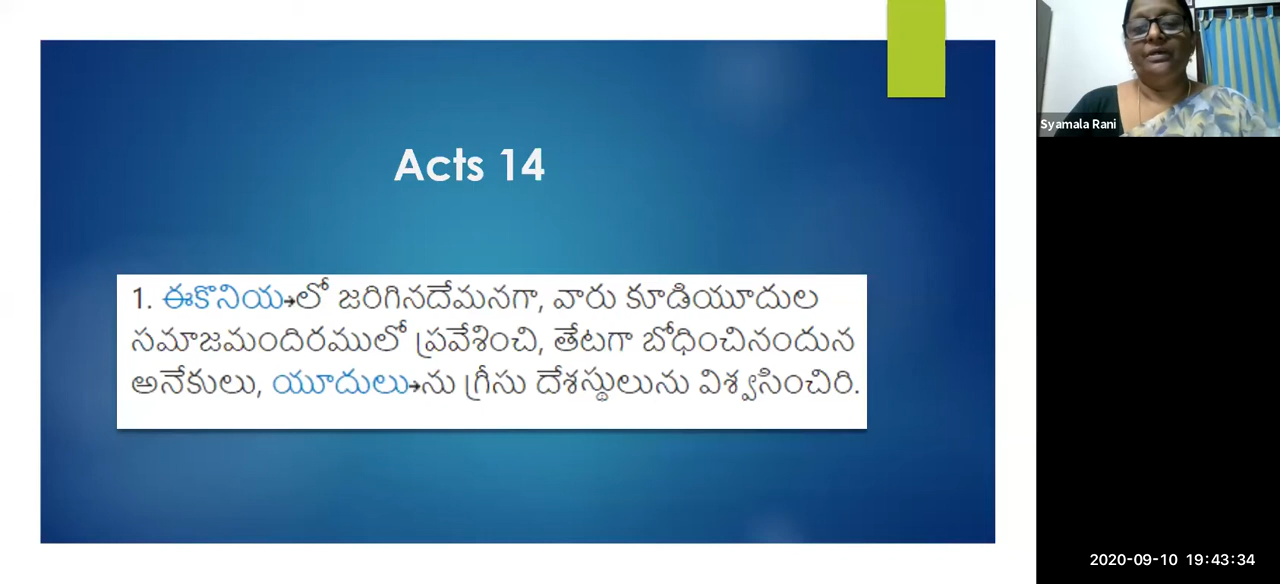 Acts 14
1. ఈకొనియ→లో జరిగినదేమనగా, వారు కూడియూదుల
సమాజమందిరములో ప్రవేశించి, తేటగా బోధించినందున
అనేకులు, యూదులు→ను గ్రీసు దేశస్థులును విశ్వసించిరి.
Syamala Rani
2020-09-10 19:43:34